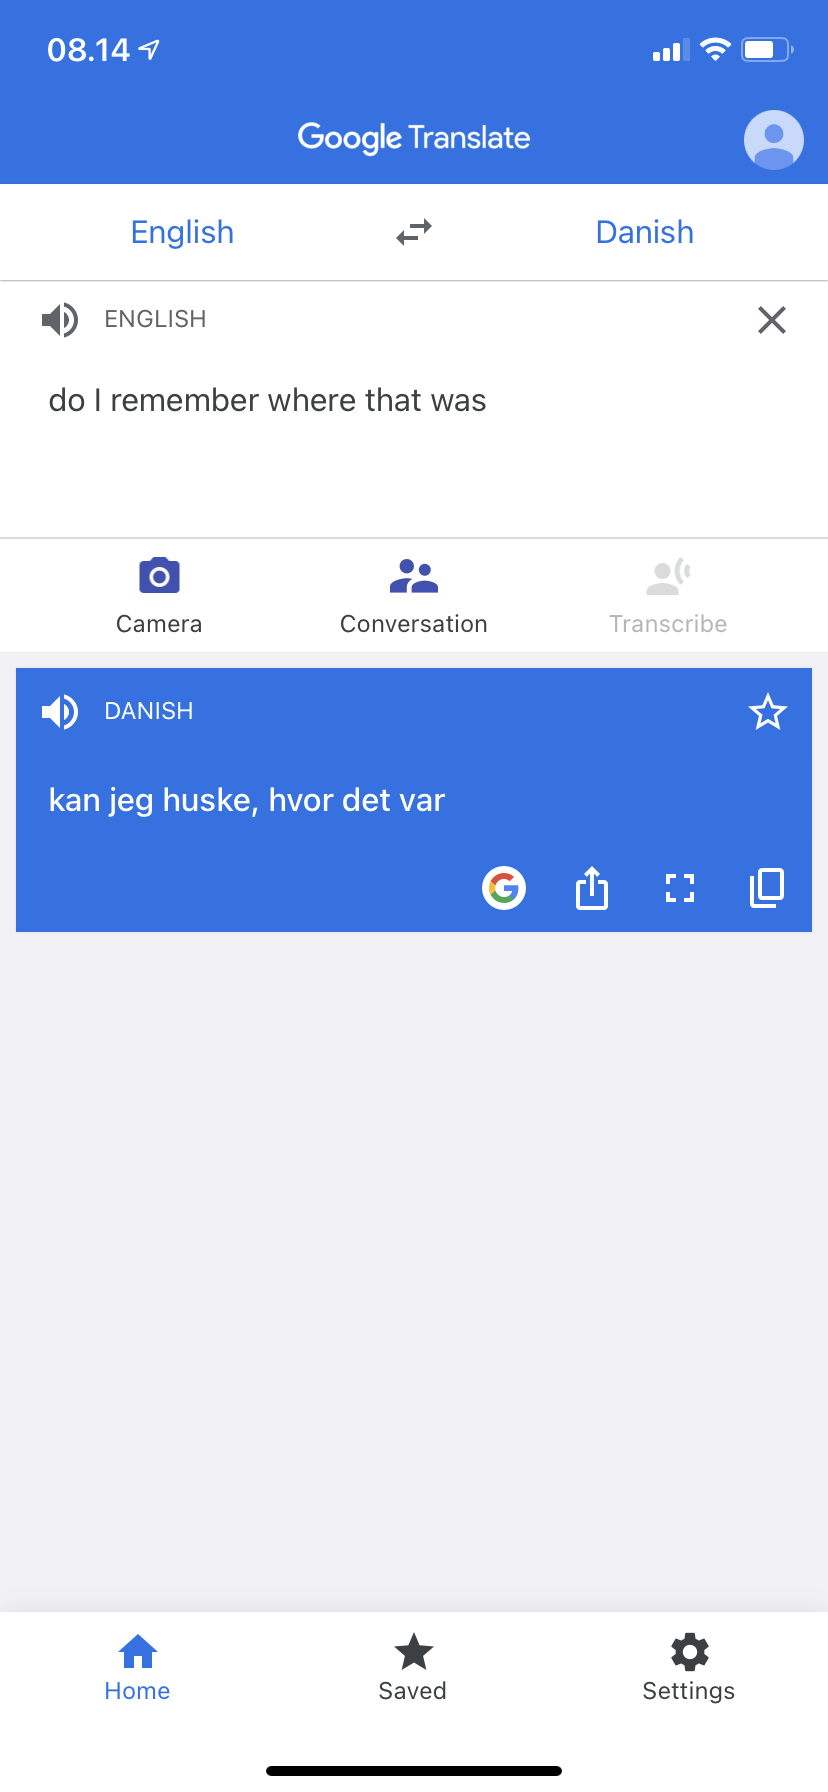 08.14
Google Translate
English
Danish
ENGLISH
do I remember where that was
Camera
Conversation
Transcribe
DANISH
kan jeg huske, hvor det var
G
Home
Saved
Settings